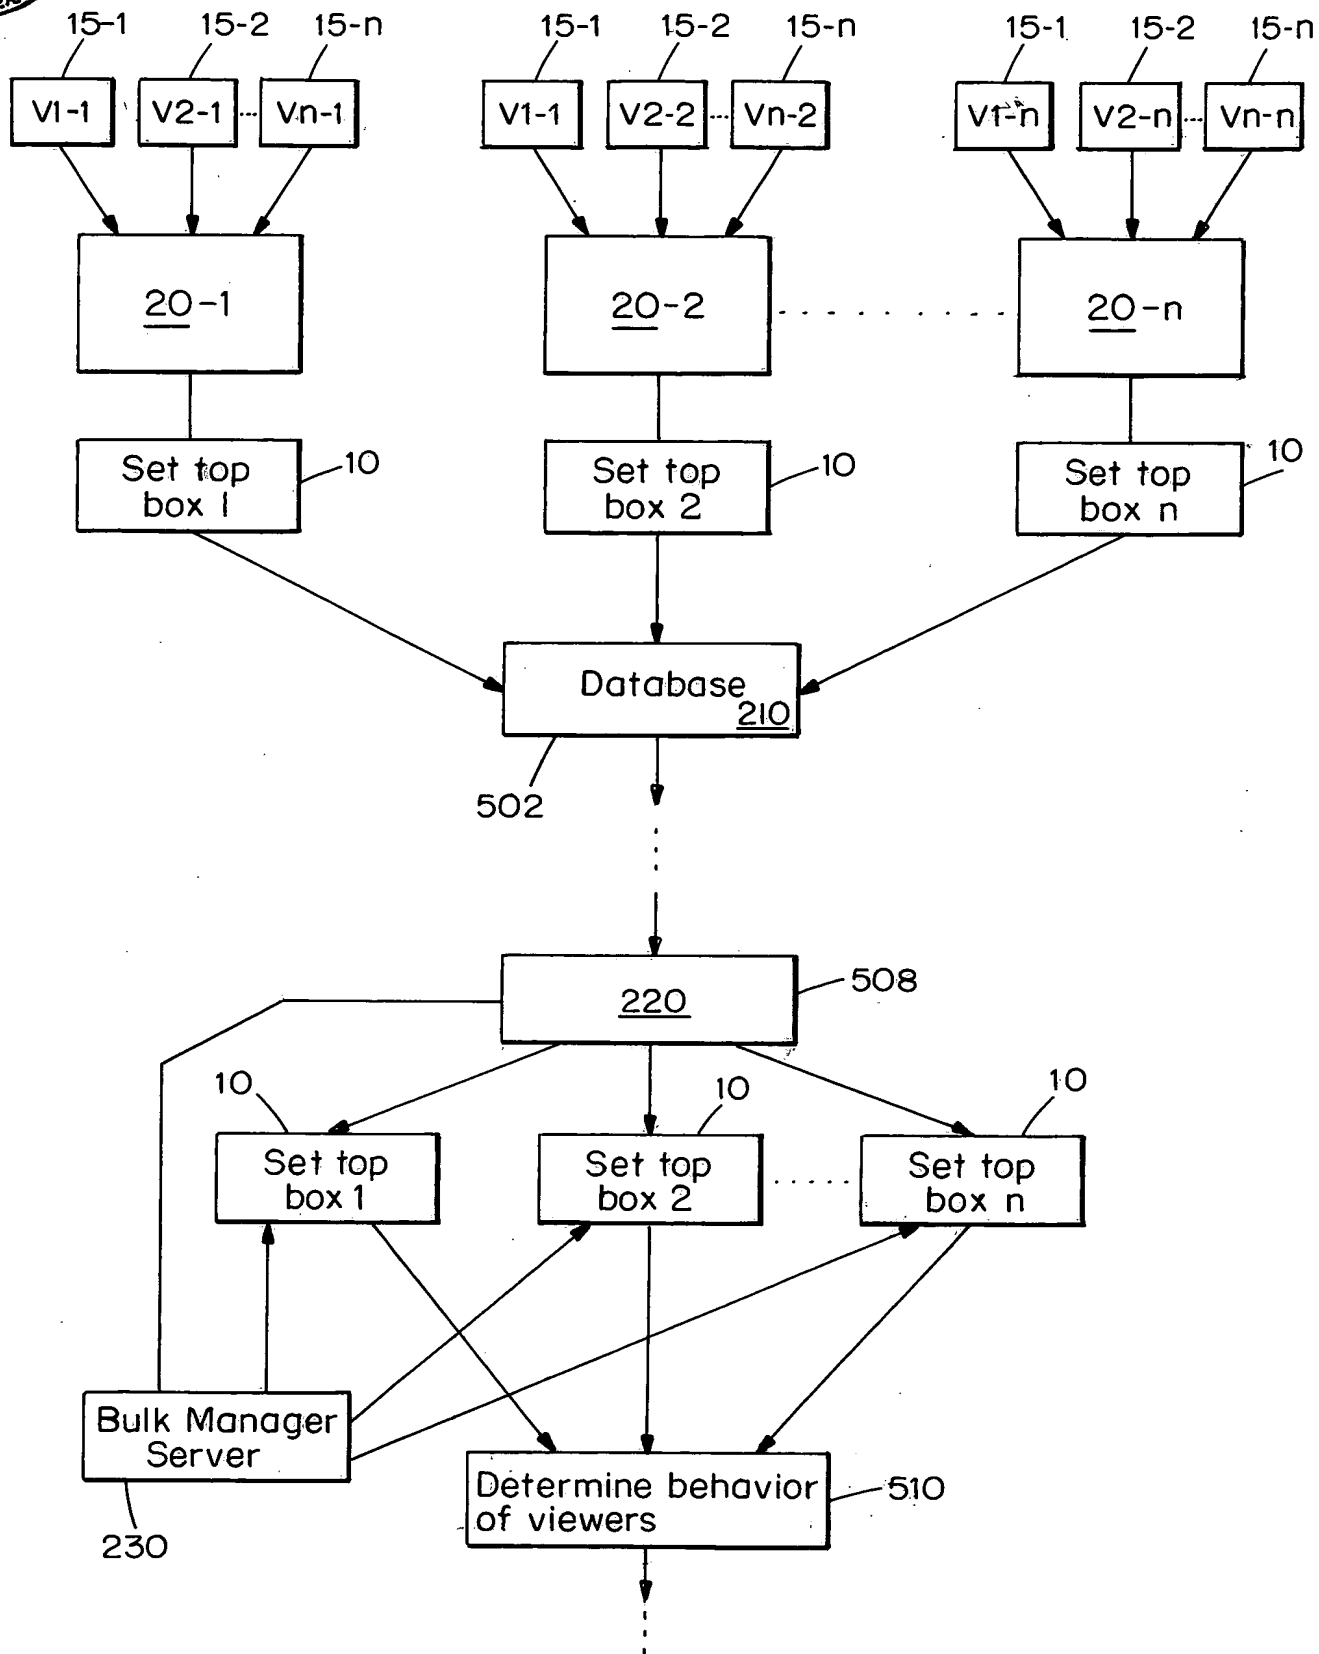 15-1 15-2 15-n 15-1 15-2 15-n 15-1 15-2 15-n
V1-1 V2-1 ... Vn-1 V1-1 V2-2 ... Vn-2 V1-n V2-n ... Vn-n
20-1 20-2 20-n
Set top
box 1
10
Set top
box 2
10
Set top
box n
10
Database
210
502
220
508
10 10 10
Set top
box 1
Set top
box 2
Set top
box n
Bulk Manager
Server
230
Determine behavior
of viewers
510